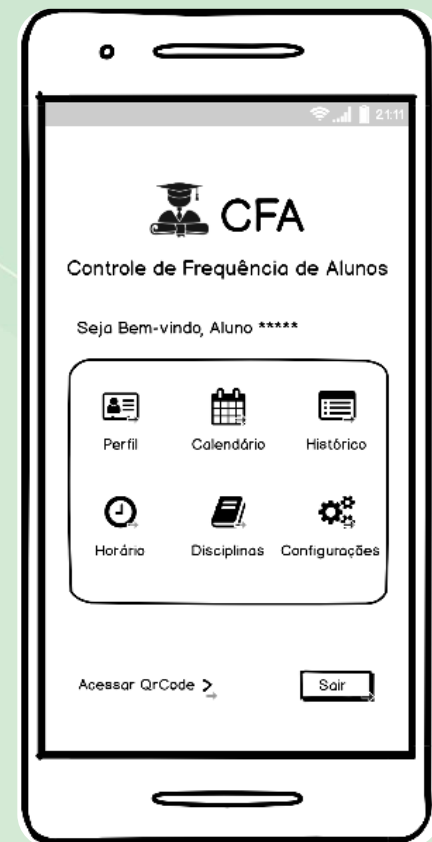 21:11
CFA
Controle de Frequência de Alunos
Seja Bem-vindo, Aluno *****
Perfil Calendário Histórico
Horário Disciplinas Configurações
Acessar QrCode >
Sair